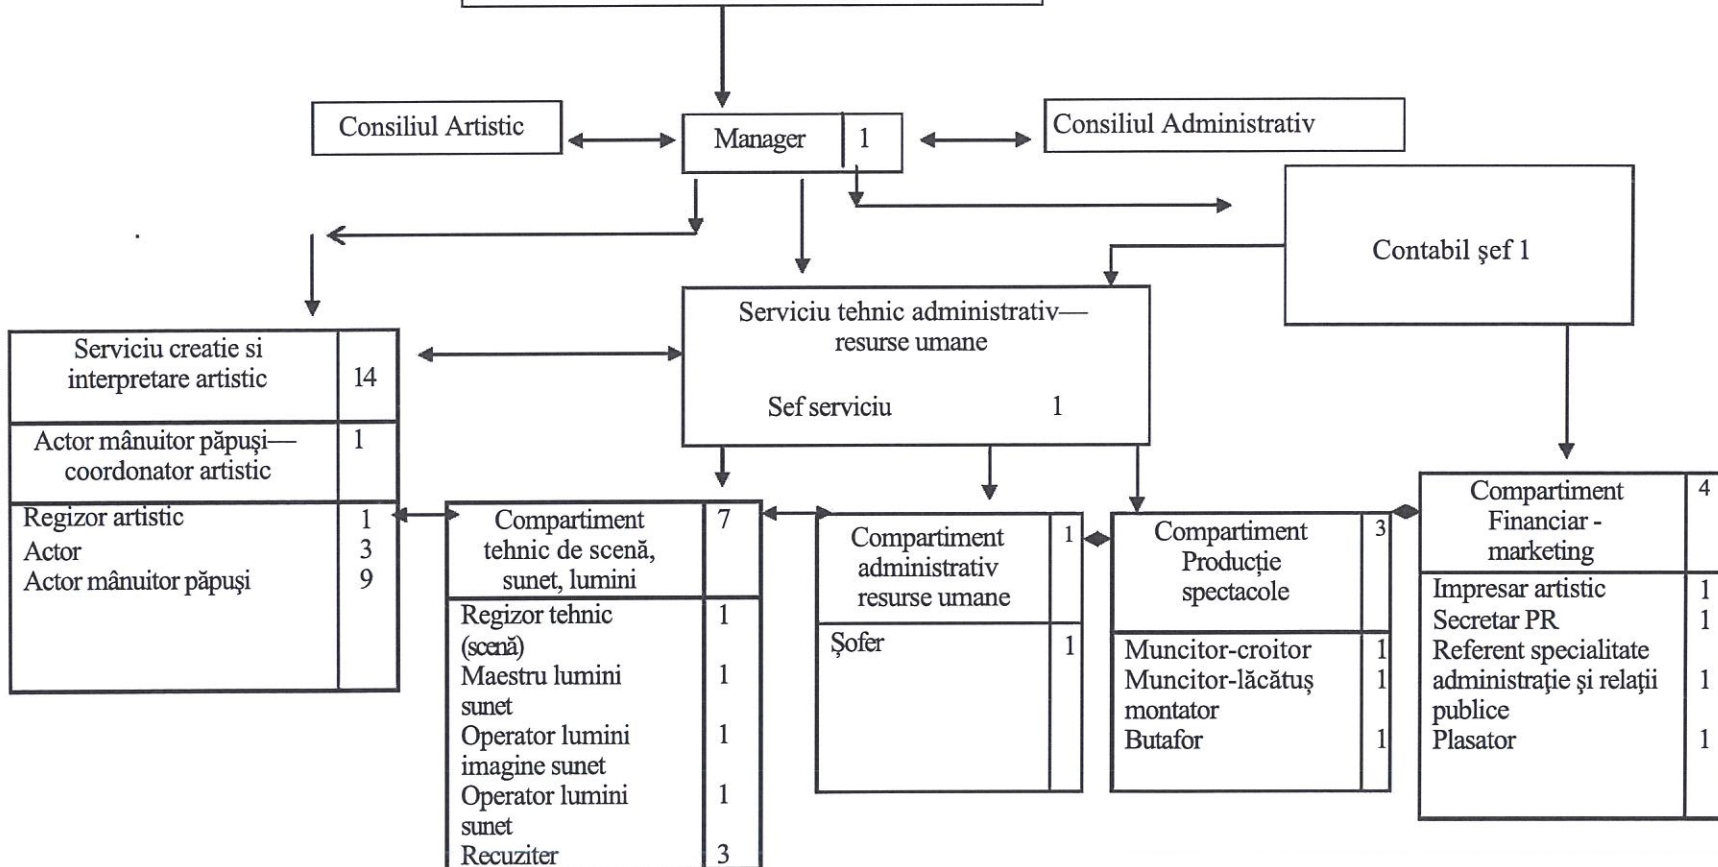 Consiliul Artistic
Manager 1
Consiliul Administrativ
Contabil şef 1
Serviciu tehnic administrativ—
resurse umane
Sef serviciu 1
Serviciu creatie si
interpretare artistic 14
Actor mânuitor păpuși—
coordonator artistic 1
Regizor artistic 1
Actor 3
Actor mânuitor păpuşi 9
Compartiment
tehnic de scenă,
sunet, lumini 7
Regizor tehnic 1
(scenă)
Maestru lumini 1
sunet
Operator lumini 1
imagine sunet
Operator lumini 1
sunet
Recuziter 3
Compartiment 1
administrativ
resurse umane
Şofer 1
Compartiment 3
Producție
spectacole
Muncitor-croitor 1
Muncitor-lăcătuș 1
montator
Butafor 1
Compartiment 4
Financiar -
marketing
Impresar artistic 1
Secretar PR 1
Referent specialitate
administraţie şi relaţii 1
publice
Plasator 1